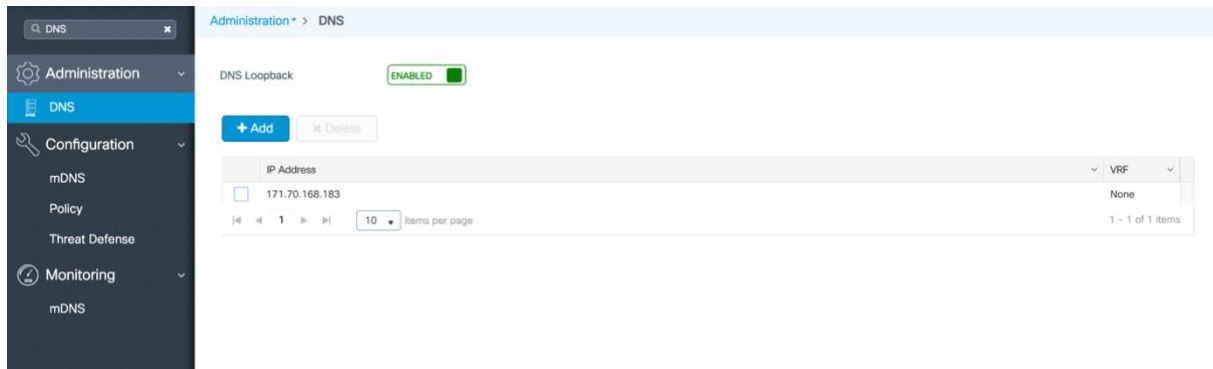 DNS
Administration > DNS
Administration
DNS
Configuration
mDNS
Policy
Threat Defense
Monitoring
mDNS
DNS Loopback
ENABLED
+ Add
✖ Delete
IP Address
VRF
171.70.168.183
None
1
10
items per page
1 - 1 of 1 items